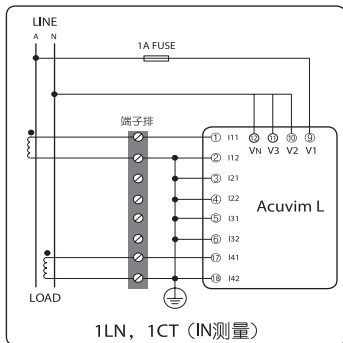 LINE
A N
1A FUSE
端子排
① I11
② I12
③ I21
④ I22
⑤ I31
⑥ I32
⑰ I41
⑱ I42
⑫ ⑪ ⑩ ⑨
VN V3 V2 V1
Acuvim L
LOAD
1LN，1CT（IN测量）